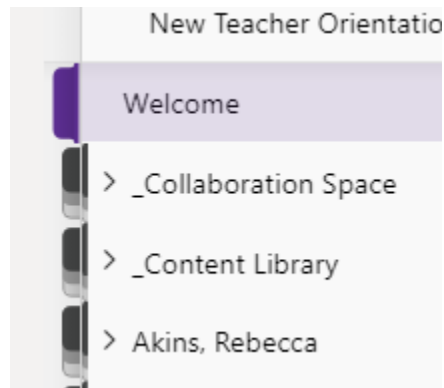 New Teacher Orientatio
Welcome
_Collaboration Space
_Content Library
Akins, Rebecca